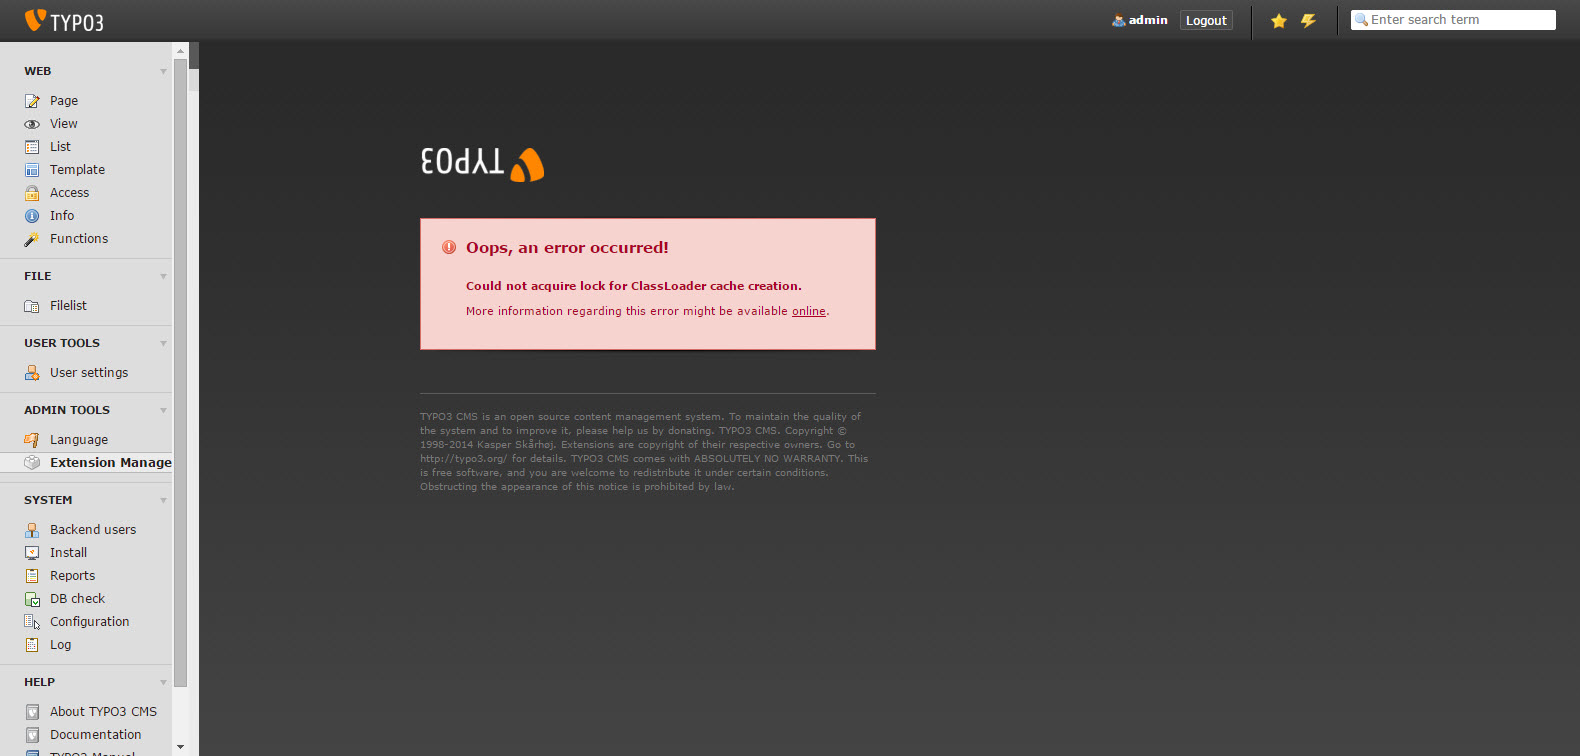 TYPO3
admin
Logout
Enter search term
WEB
Page
View
List
Template
Access
Info
Functions
FILE
Filelist
USER TOOLS
User settings
ADMIN TOOLS
Language
Extension Manage
SYSTEM
Backend users
Install
Reports
DB check
Configuration
Log
HELP
About TYPO3 CMS
Documentation
TYPO3 Manual
TYPO3
Oops, an error occurred!
Could not acquire lock for ClassLoader cache creation.
More information regarding this error might be available online.
TYPO3 CMS is an open source content management system. To maintain the quality of
the system and to improve it, please help us by donating. TYPO3 CMS. Copyright ©
1998-2014 Kasper Skårhøj. Extensions are copyright of their respective owners. Go to
http://typo3.org/ for details. TYPO3 CMS comes with ABSOLUTELY NO WARRANTY. This
is free software, and you are welcome to redistribute it under certain conditions.
Obstructing the appearance of this notice is prohibited by law.